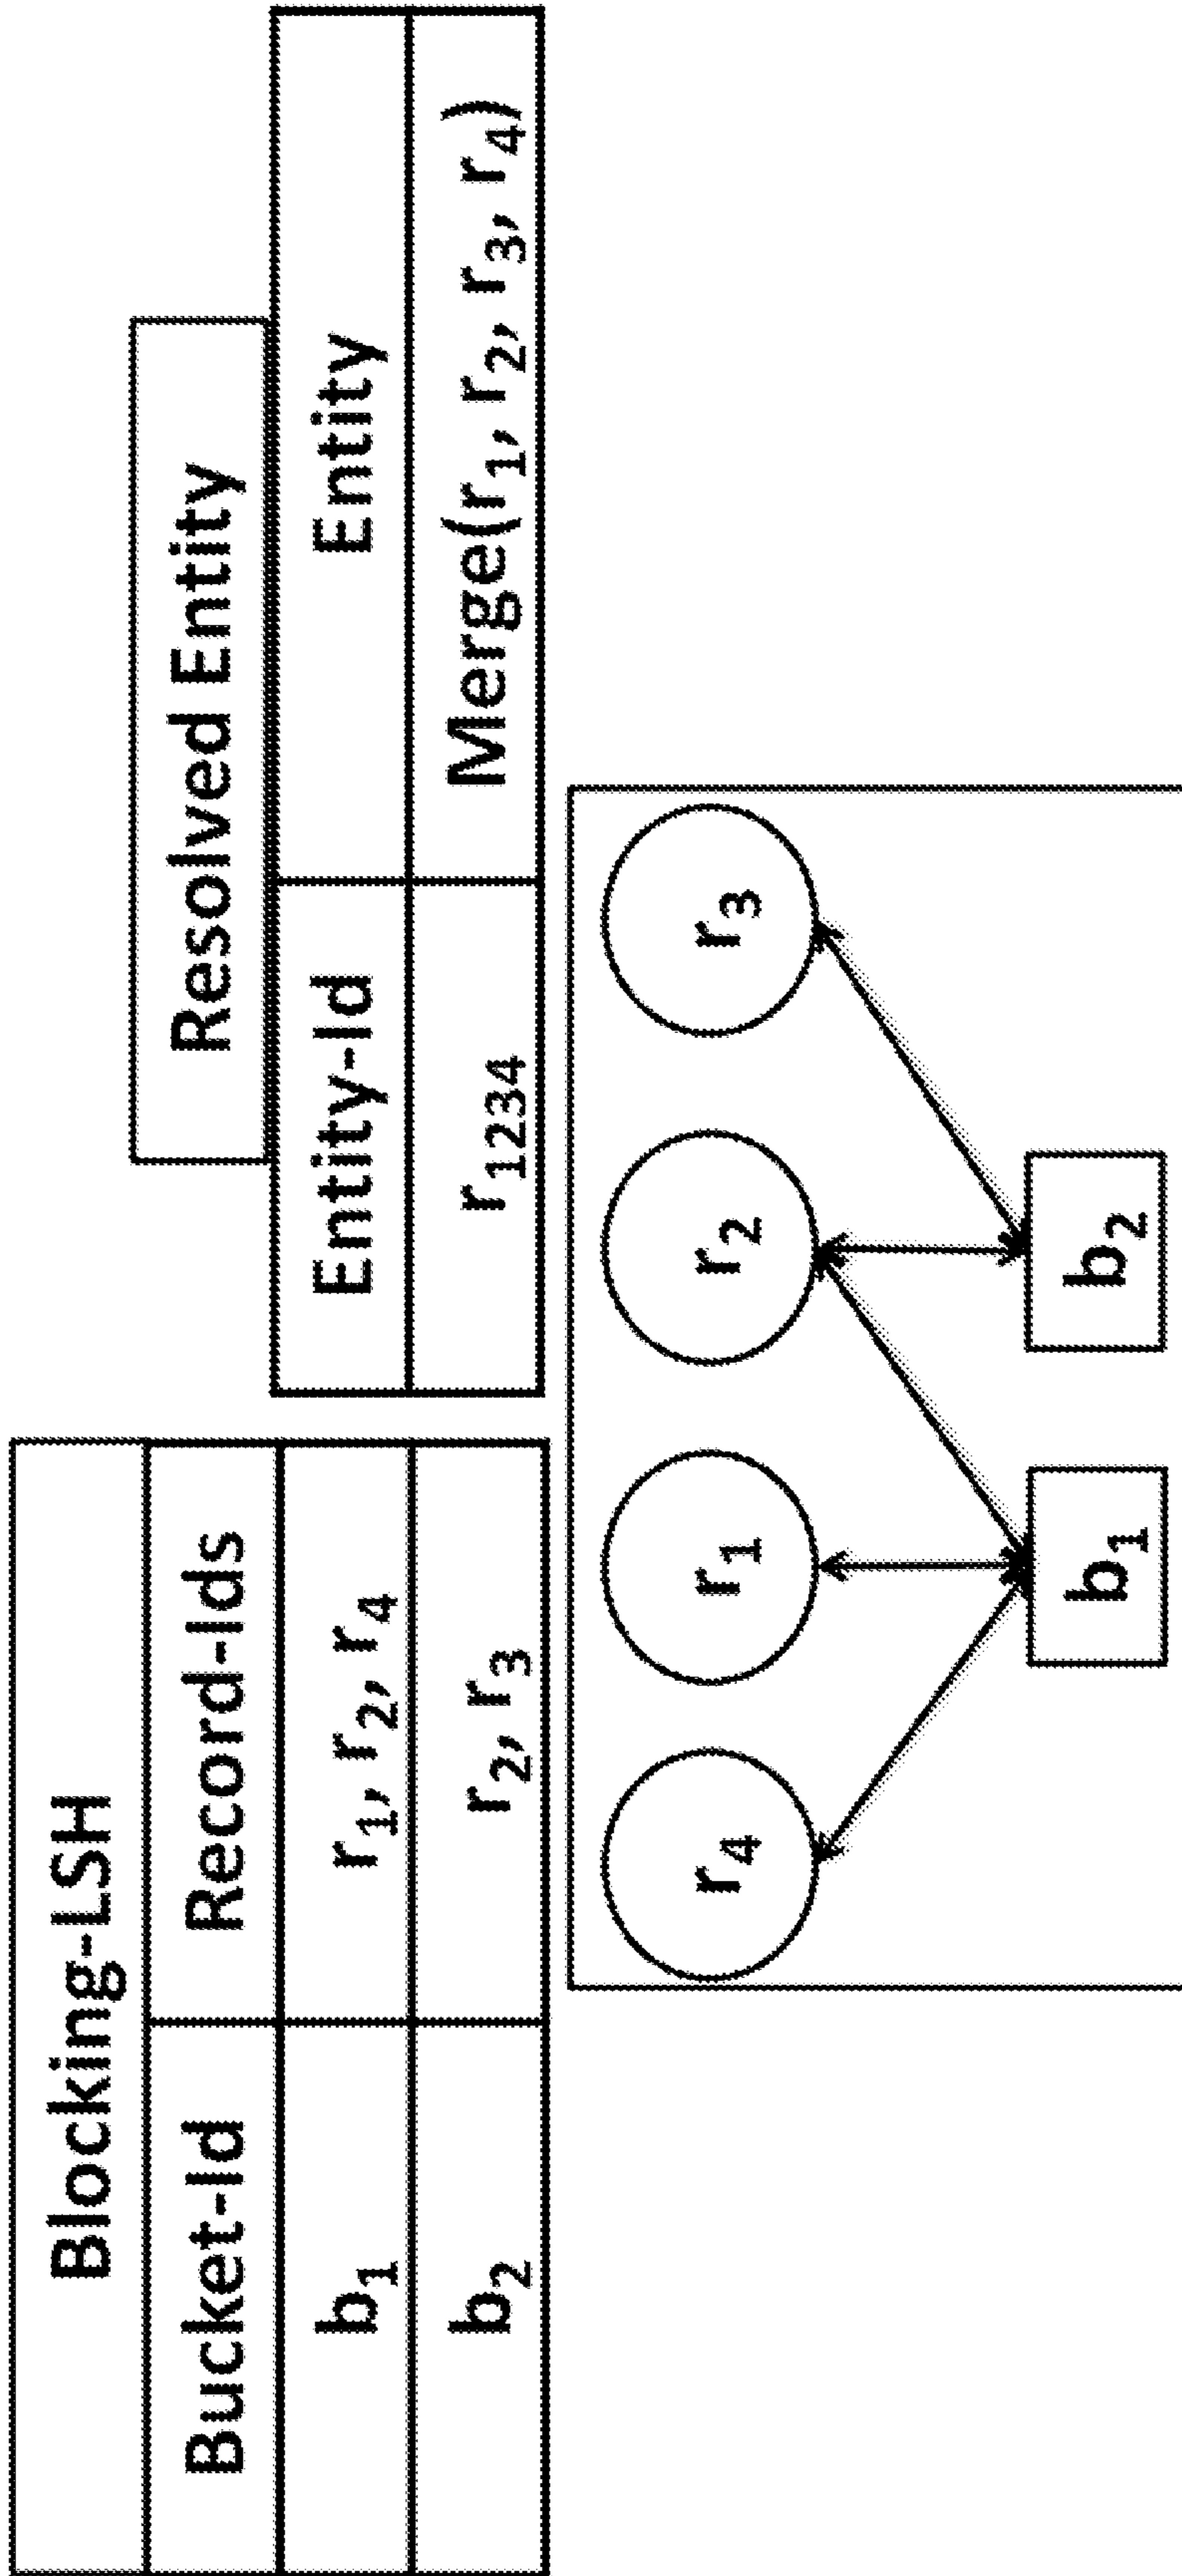 Blocking-LSH
Bucket-Id Record-Ids
b₁ r₁, r₂, r₄
b₂ r₂, r₃
Resolved Entity
Entity-Id Entity
r₁₂₃₄ Merge(r₁, r₂, r₃, r₄)
r₄ r₁ r₂ r₃
b₁ b₂